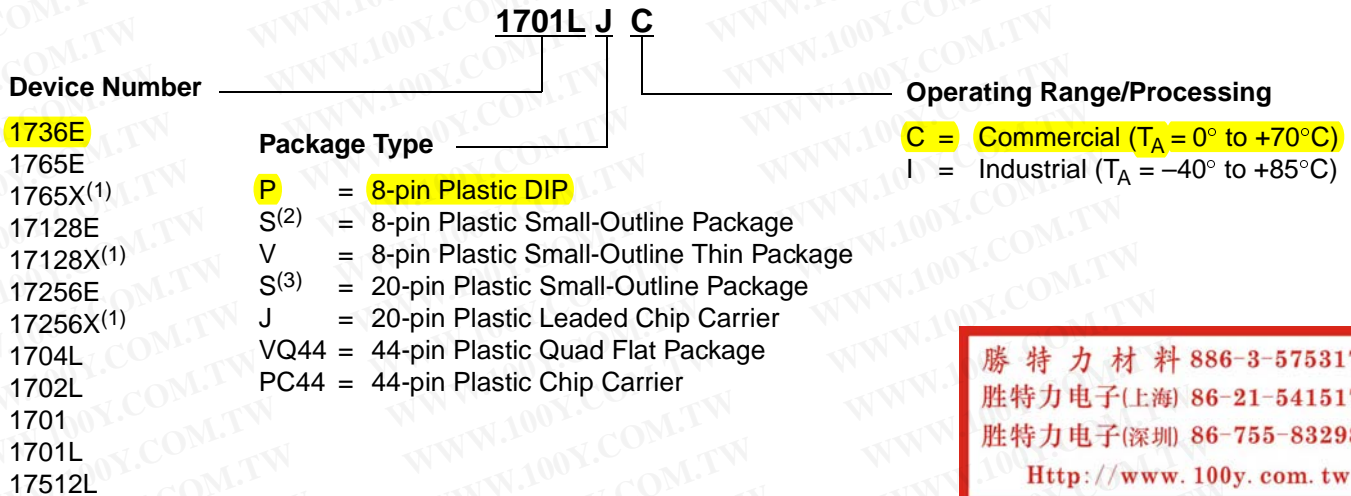 1701L J C
Device Number
1736E
1765E
1765X(1)
17128E
17128X(1)
17256E
17256X(1)
1704L
1702L
1701
1701L
17512L
Package Type
P = 8-pin Plastic DIP
S(2) = 8-pin Plastic Small-Outline Package
V = 8-pin Plastic Small-Outline Thin Package
S(3) = 20-pin Plastic Small-Outline Package
J = 20-pin Plastic Leaded Chip Carrier
VQ44 = 44-pin Plastic Quad Flat Package
PC44 = 44-pin Plastic Chip Carrier
Operating Range/Processing
C = Commercial (TA = 0° to +70°C)
I = Industrial (TA = –40° to +85°C)
勝 特 力 材 料 886-3-57531
胜特力电子(上海) 86-21-54151
胜特力电子(深圳) 86-755-8329
Http://www.100y.com.tw
WWW.100Y.COM.TW